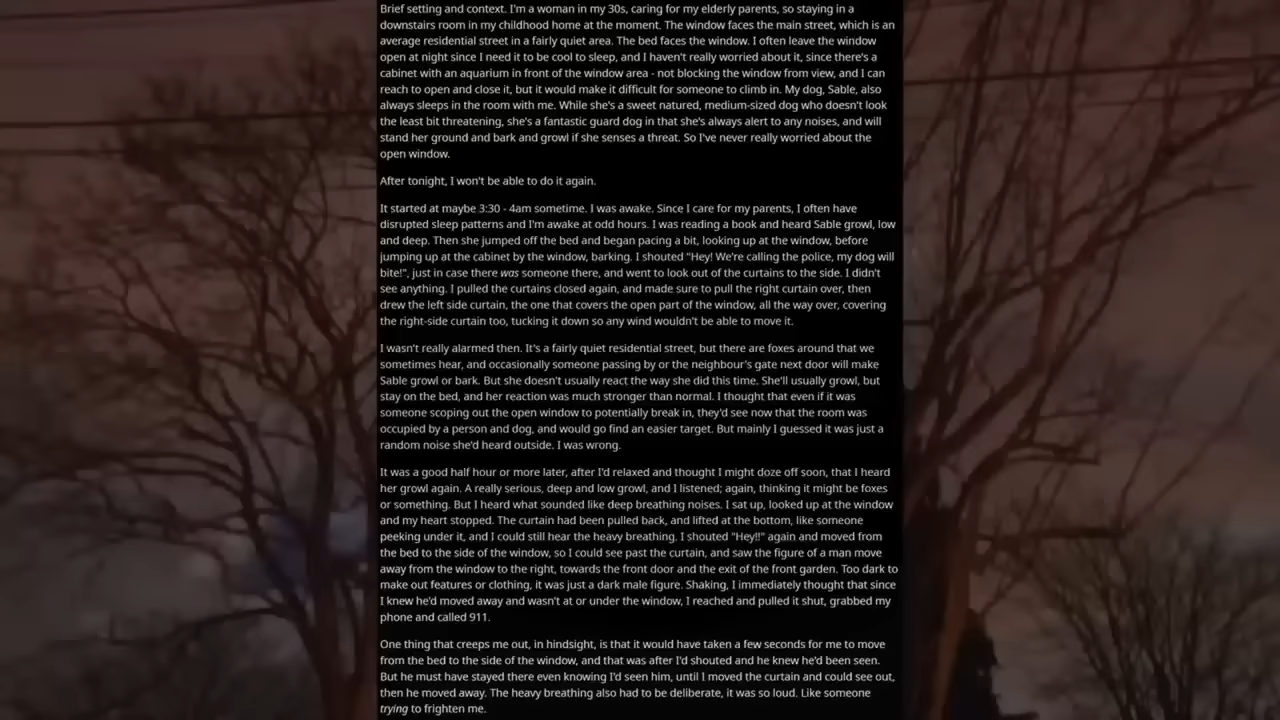 Brief setting and context. I'm a woman in my 30s, caring for my elderly parents, so staying in a
downstairs room in my childhood home at the moment. The window faces the main street, which is an
average residential street in a fairly quiet area. The bed faces the window. I often leave the window
open at night since I need it to be cool to sleep, and I haven't really worried about it, since there's a
cabinet with an aquarium in front of the window area - not blocking the window from view, and I can
reach to open and close it, but it would make it difficult for someone to climb in. My dog, Sable, also
always sleeps in the room with me. While she's a sweet natured, medium-sized dog who doesn't look
the least bit threatening, she's a fantastic guard dog in that she's always alert to any noises, and will
stand her ground and bark and growl if she senses a threat. So I've never really worried about the
open window.
After tonight, I won't be able to do it again.
It started at maybe 3:30 - 4am sometime. I was awake. Since I care for my parents, I often have
disrupted sleep patterns and I'm awake at odd hours. I was reading a book and heard Sable growl, low
and deep. Then she jumped off the bed and began pacing a bit, looking up at the window, before
jumping up at the cabinet by the window, barking. I shouted "Hey! We're calling the police, my dog will
bite!", just in case there was someone there, and went to look out of the curtains to the side. I didn't
see anything. I pulled the curtains closed again, and made sure to pull the right curtain over, then
drew the left side curtain, the one that covers the open part of the window, all the way over, covering
the right-side curtain too, tucking it down so any wind wouldn't be able to move it.
I wasn't really alarmed then. It's a fairly quiet residential street, but there are foxes around that we
sometimes hear, and occasionally someone passing by or the neighbour's gate next door will make
Sable growl or bark. But she doesn't usually react the way she did this time. She'll usually growl, but
stay on the bed, and her reaction was much stronger than normal. I thought that even if it was
someone scoping out the open window to potentially break in, they'd see now that the room was
occupied by a person and dog, and would go find an easier target. But mainly I guessed it was just a
random noise she'd heard outside. I was wrong.
It was a good half hour or more later, after I'd relaxed and thought I might doze off soon, that I heard
her growl again. A really serious, deep and low growl, and I listened; again, thinking it might be foxes
or something. But I heard what sounded like deep breathing noises. I sat up, looked up at the window
and my heart stopped. The curtain had been pulled back, and lifted at the bottom, like someone
peeking under it, and I could still hear the heavy breathing. I shouted "Hey!!" again and moved from
the bed to the side of the window, so I could see past the curtain, and saw the figure of a man move
away from the window to the right, towards the front door and the exit of the front garden. Too dark to
make out features or clothing, it was just a dark male figure. Shaking, I immediately thought that since
I knew he'd moved away and wasn't at or under the window, I reached and pulled it shut, grabbed my
phone and called 911.
One thing that creeps me out, in hindsight, is that it would have taken a few seconds for me to move
from the bed to the side of the window, and that was after I'd shouted and he knew he'd been seen.
But he must have stayed there even knowing I'd seen him, until I moved the curtain and could see out,
then he moved away. The heavy breathing also had to be deliberate, it was so loud. Like someone
trying to frighten me.